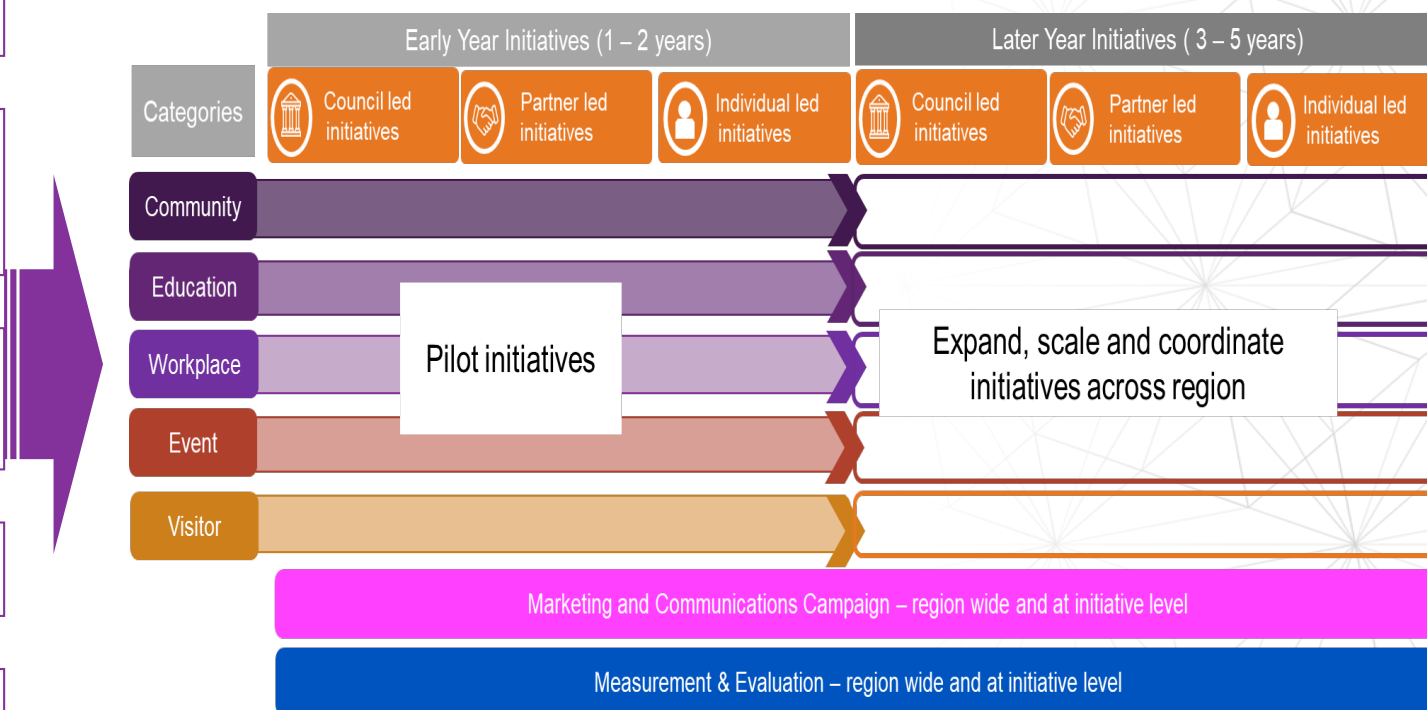 Early Year Initiatives (1 – 2 years)
Later Year Initiatives ( 3 – 5 years)
Categories
Council led
initiatives
Partner led
initiatives
Individual led
initiatives
Council led
initiatives
Partner led
initiatives
Individual led
initiatives
Community
Education
Workplace
Event
Visitor
Pilot initiatives
Expand, scale and coordinate
initiatives across region
Marketing and Communications Campaign – region wide and at initiative level
Measurement & Evaluation – region wide and at initiative level